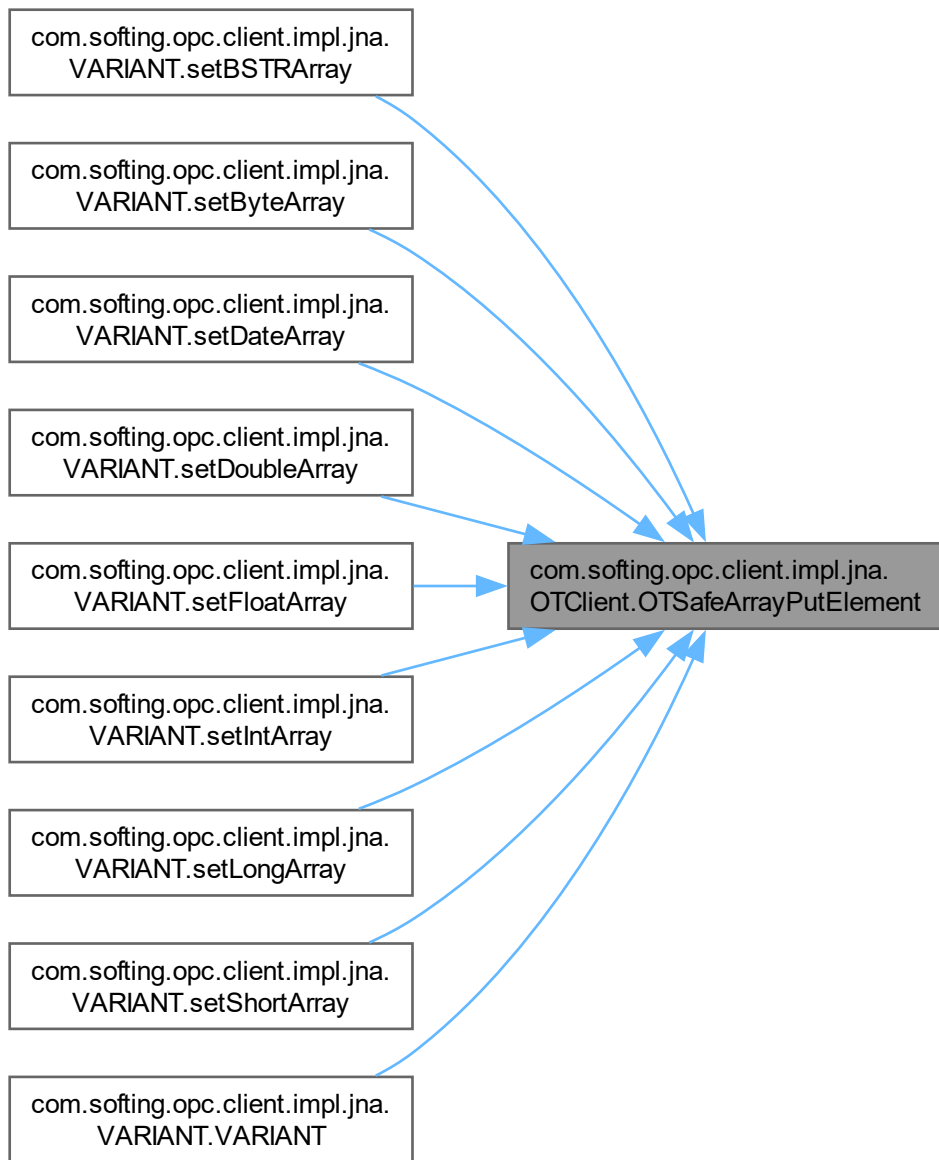 com.softing.opc.client.impl.jna.
VARIANT.setBSTRArray
com.softing.opc.client.impl.jna.
VARIANT.setByteArray
com.softing.opc.client.impl.jna.
VARIANT.setDateArray
com.softing.opc.client.impl.jna.
VARIANT.setDoubleArray
com.softing.opc.client.impl.jna.
VARIANT.setFloatArray
com.softing.opc.client.impl.jna.
OTClient.OTSafeArrayPutElement
com.softing.opc.client.impl.jna.
VARIANT.setIntArray
com.softing.opc.client.impl.jna.
VARIANT.setLongArray
com.softing.opc.client.impl.jna.
VARIANT.setShortArray
com.softing.opc.client.impl.jna.
VARIANT.VARIANT